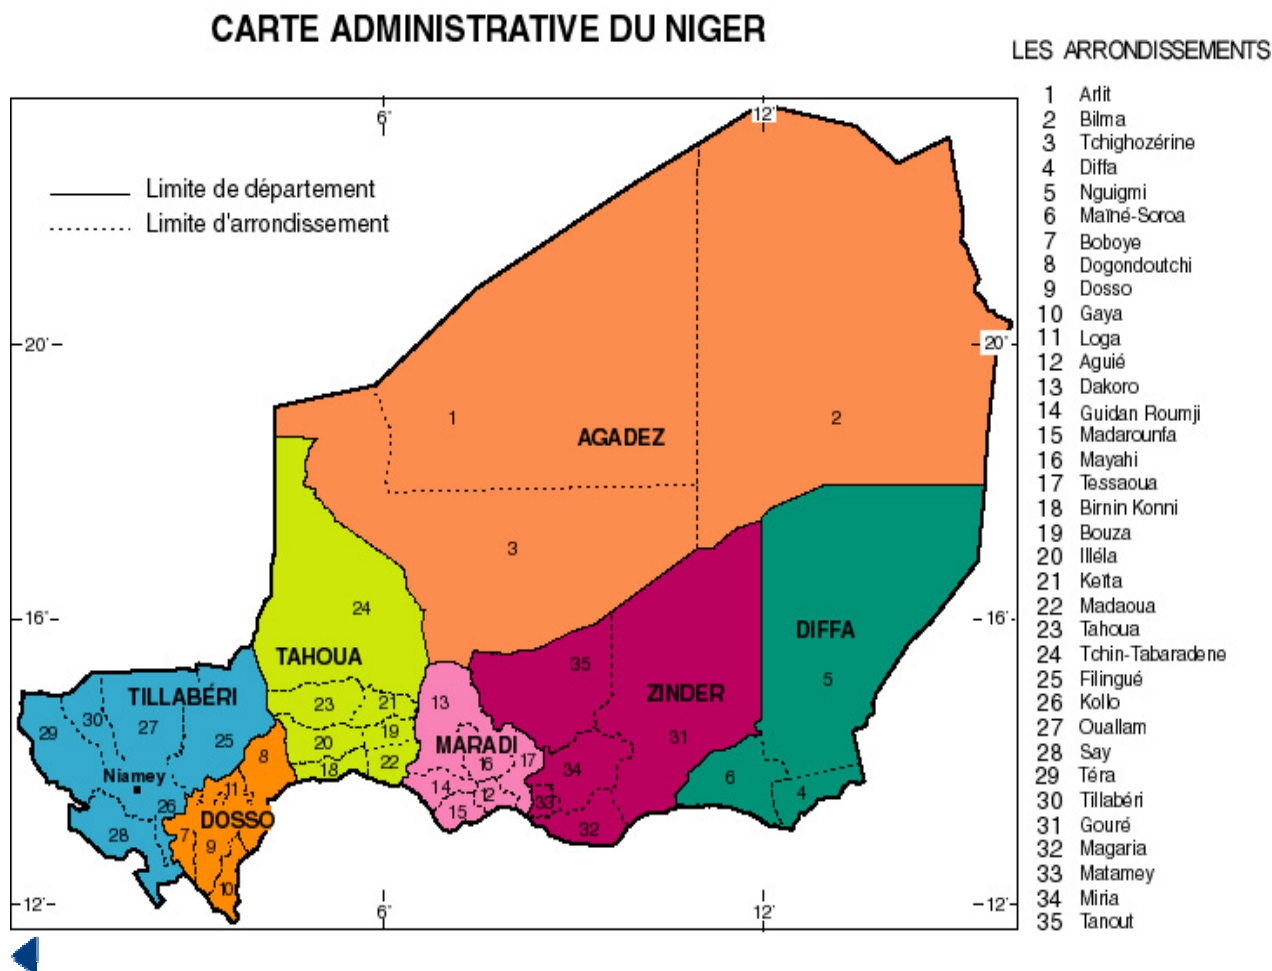 CARTE ADMINISTRATIVE DU NIGER
LES ARRONDISSEMENTS
1 Arlit
2 Bilma
3 Tchighozérine
4 Diffa
5 Nguigmi
6 Maïné-Soroa
7 Boboye
8 Dogondoutchi
9 Dosso
10 Gaya
11 Loga
12 Aguié
13 Dakoro
14 Guidan Roumji
15 Madarounfa
16 Mayahi
17 Tessaoua
18 Birnin Konni
19 Bouza
20 Illéla
21 Keïta
22 Madaoua
23 Tahoua
24 Tchin-Tabaradene
25 Filingué
26 Kollo
27 Ouallam
28 Say
29 Téra
30 Tillabéri
31 Gouré
32 Magaria
33 Matamey
34 Miria
35 Tanout
6°
12°
Limite de département
Limite d'arrondissement
20°
20°
1
2
AGADEZ
3
24
16°
16°
DIFFA
TAHOUA
35
5
TILLABÉRI
ZINDER
23
21
13
30
27
29
25
19
31
20
MARADI
8
22
16
17
18
34
Niamey
6
11
14
12
4
26
33
15
DOSSO
28
7
32
9
10
12°
6°
12°
12°